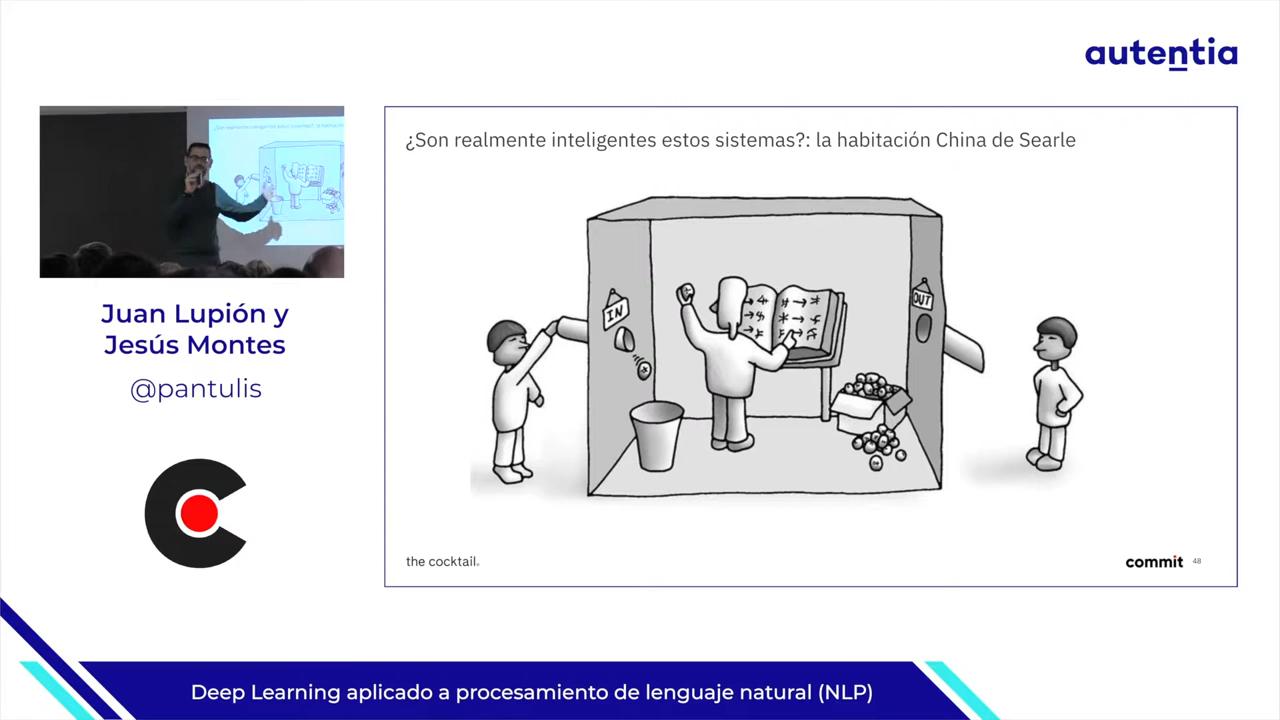 autentia
¿Son realmente inteligentes estos sistemas?: la habitación China de Searle
IN
OUT
the cocktail.
commit
48
Juan Lupión y
Jesús Montes
@pantulis
Deep Learning aplicado a procesamiento de lenguaje natural (NLP)